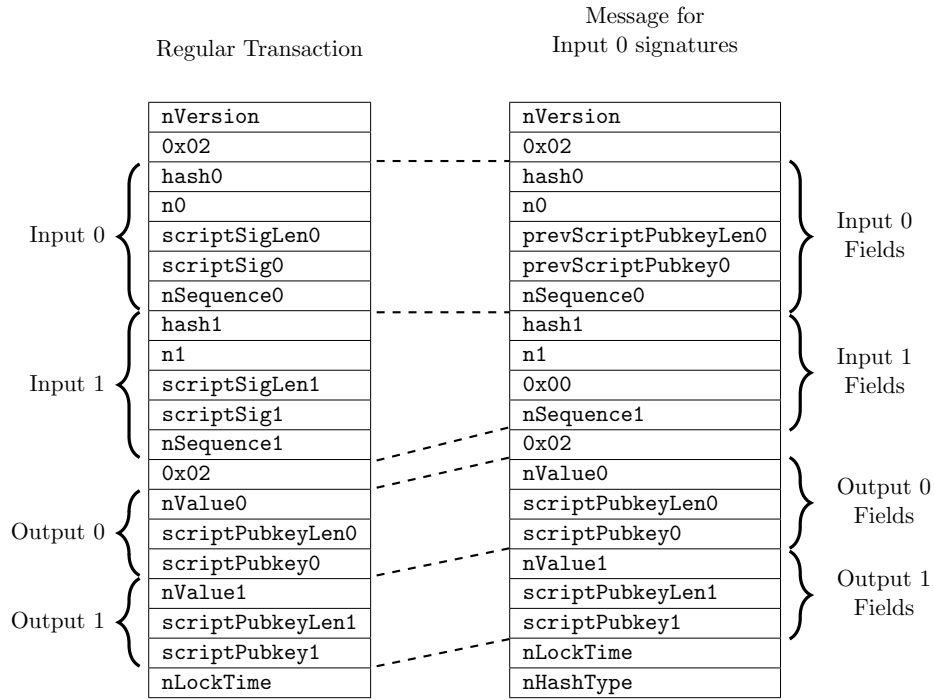 Regular Transaction
Message for
Input 0 signatures
nVersion
0x02
hash0
n0
scriptSigLen0
scriptSig0
nSequence0
hash1
n1
scriptSigLen1
scriptSig1
nSequence1
0x02
nValue0
scriptPubkeyLen0
scriptPubkey0
nValue1
scriptPubkeyLen1
scriptPubkey1
nLockTime
Input 0
Input 1
Output 0
Output 1
nVersion
0x02
hash0
n0
prevScriptPubkeyLen0
prevScriptPubkey0
nSequence0
hash1
n1
0x00
nSequence1
0x02
nValue0
scriptPubkeyLen0
scriptPubkey0
nValue1
scriptPubkeyLen1
scriptPubkey1
nLockTime
nHashType
Input 0
Fields
Input 1
Fields
Output 0
Fields
Output 1
Fields